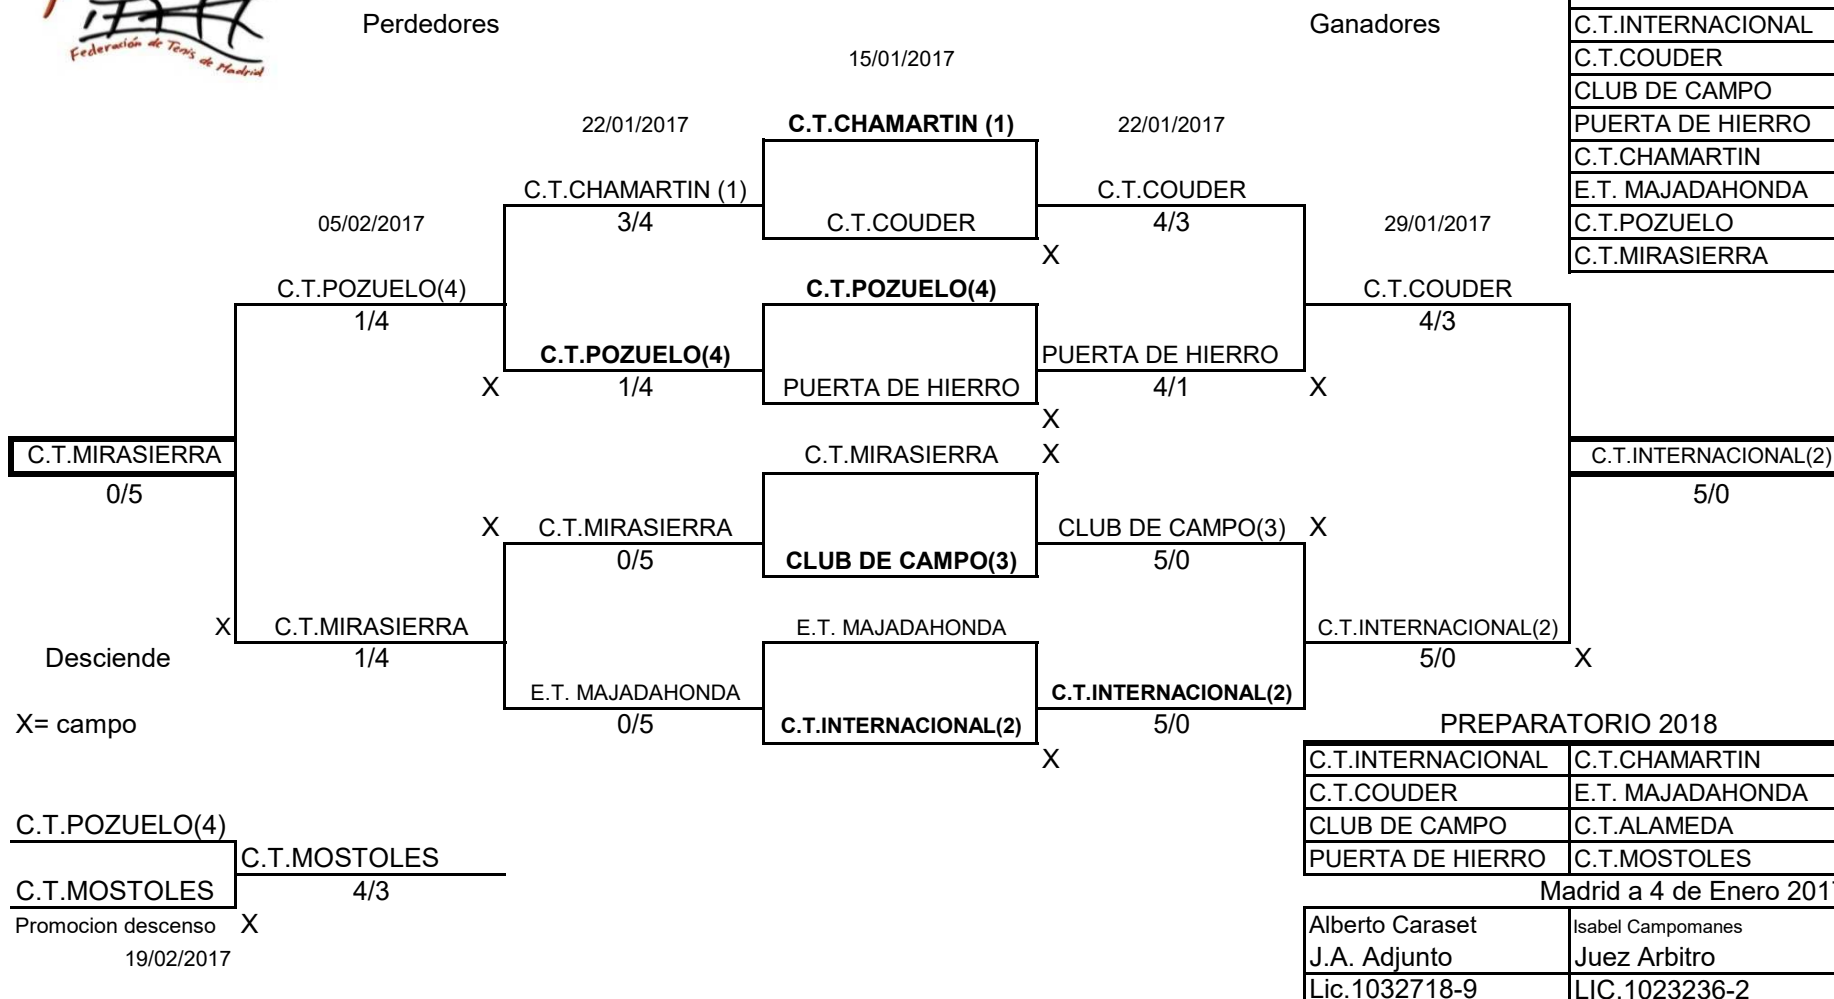 Federación de Tenis de Madrid
Perdedores
Ganadores
C.T.INTERNACIONAL
C.T.COUDER
CLUB DE CAMPO
PUERTA DE HIERRO
C.T.CHAMARTIN
E.T. MAJADAHONDA
C.T.POZUELO
C.T.MIRASIERRA
15/01/2017
22/01/2017
C.T.CHAMARTIN (1)
22/01/2017
C.T.CHAMARTIN (1)
C.T.COUDER
05/02/2017
3/4
C.T.COUDER
4/3
29/01/2017
X
C.T.POZUELO(4)
C.T.POZUELO(4)
C.T.COUDER
1/4
4/3
C.T.POZUELO(4)
PUERTA DE HIERRO
X
1/4
PUERTA DE HIERRO
4/1
X
X
C.T.MIRASIERRA
C.T.MIRASIERRA
X
C.T.INTERNACIONAL(2)
0/5
5/0
X
C.T.MIRASIERRA
CLUB DE CAMPO(3)
X
0/5
CLUB DE CAMPO(3)
5/0
X
C.T.MIRASIERRA
E.T. MAJADAHONDA
C.T.INTERNACIONAL(2)
Desciende
1/4
5/0
X
E.T. MAJADAHONDA
C.T.INTERNACIONAL(2)
X= campo
0/5
C.T.INTERNACIONAL(2)
5/0
X
PREPARATORIO 2018
C.T.INTERNACIONAL C.T.CHAMARTIN
C.T.COUDER E.T. MAJADAHONDA
CLUB DE CAMPO C.T.ALAMEDA
PUERTA DE HIERRO C.T.MOSTOLES
C.T.POZUELO(4)
C.T.MOSTOLES
C.T.MOSTOLES
4/3
Promocion descenso X
19/02/2017
Madrid a 4 de Enero 2017
Alberto Caraset Isabel Campomanes
J.A. Adjunto Juez Arbitro
Lic.1032718-9 LIC.1023236-2